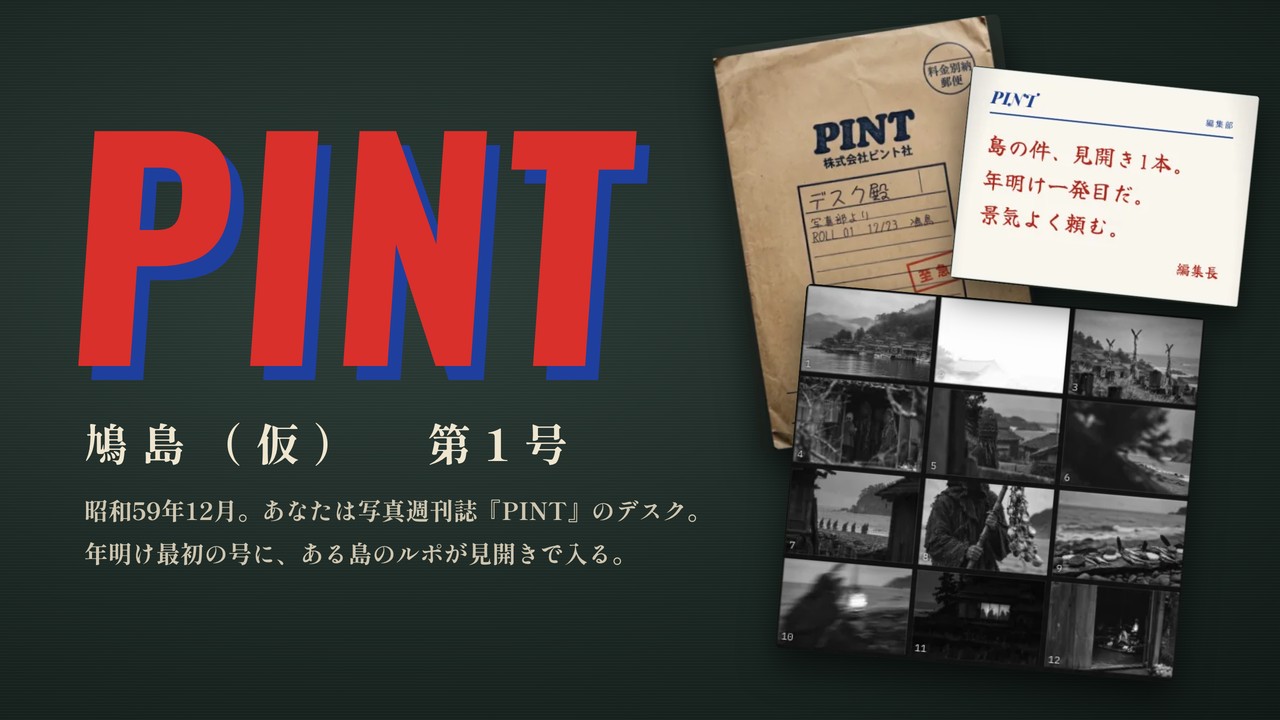 PINT
鳩島（仮） 第1号
昭和59年12月。あなたは写真週刊誌『PINT』のデスク。
年明け最初の号に、ある島のルポが見開きで入る。
料金別納
郵便
PINT
株式会社ピント社
デスク殿
写真部より
ROLL 01 12/23 鳩島
至急
PINT
編集部
島の件、見開き1本。
年明け一発目だ。
景気よく頼む。
編集長
1
3
4
5
6
7
8
9
10
11
12